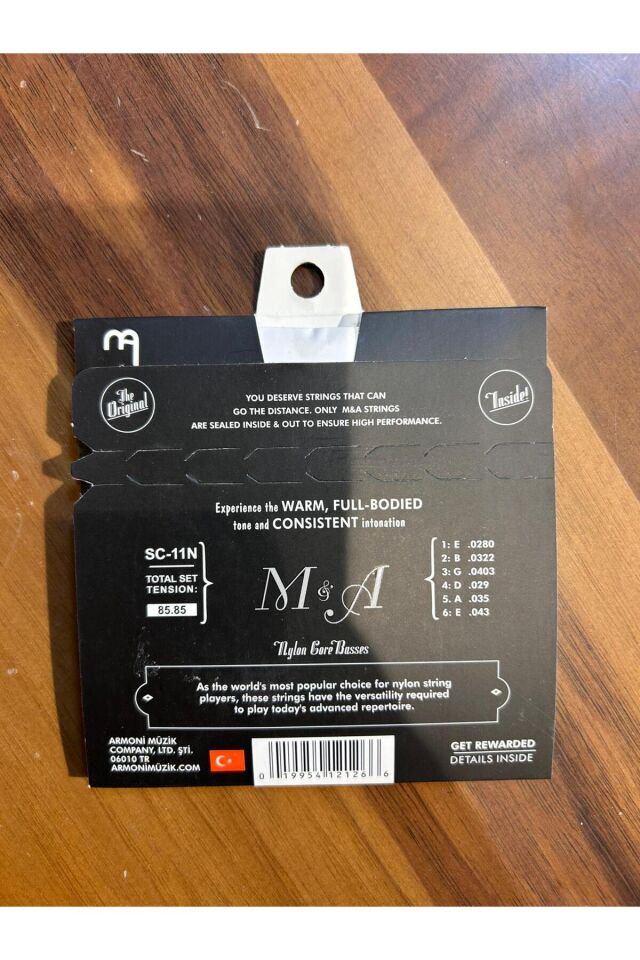 The
Original
YOU DESERVE STRINGS THAT CAN
GO THE DISTANCE. ONLY M&A STRINGS
ARE SEALED INSIDE & OUT TO ENSURE HIGH PERFORMANCE.
Inside!
Experience the WARM, FULL-BODIED
tone and CONSISTENT intonation
SC-11N
TOTAL SET
TENSION:
85.85
M&A
1: E .0280
2: B .0322
3: G .0403
4: D .029
5. A .035
6: E .043
Nylon Core Basses
As the world's most popular choice for nylon string
players, these strings have the versatility required
to play today's advanced repertoire.
ARMONİ MÜZİK
COMPANY, LTD. ŞTİ.
06010 TR
ARMONİMÜZİK.COM
0 19954 12126 6
GET REWARDED
DETAILS INSIDE